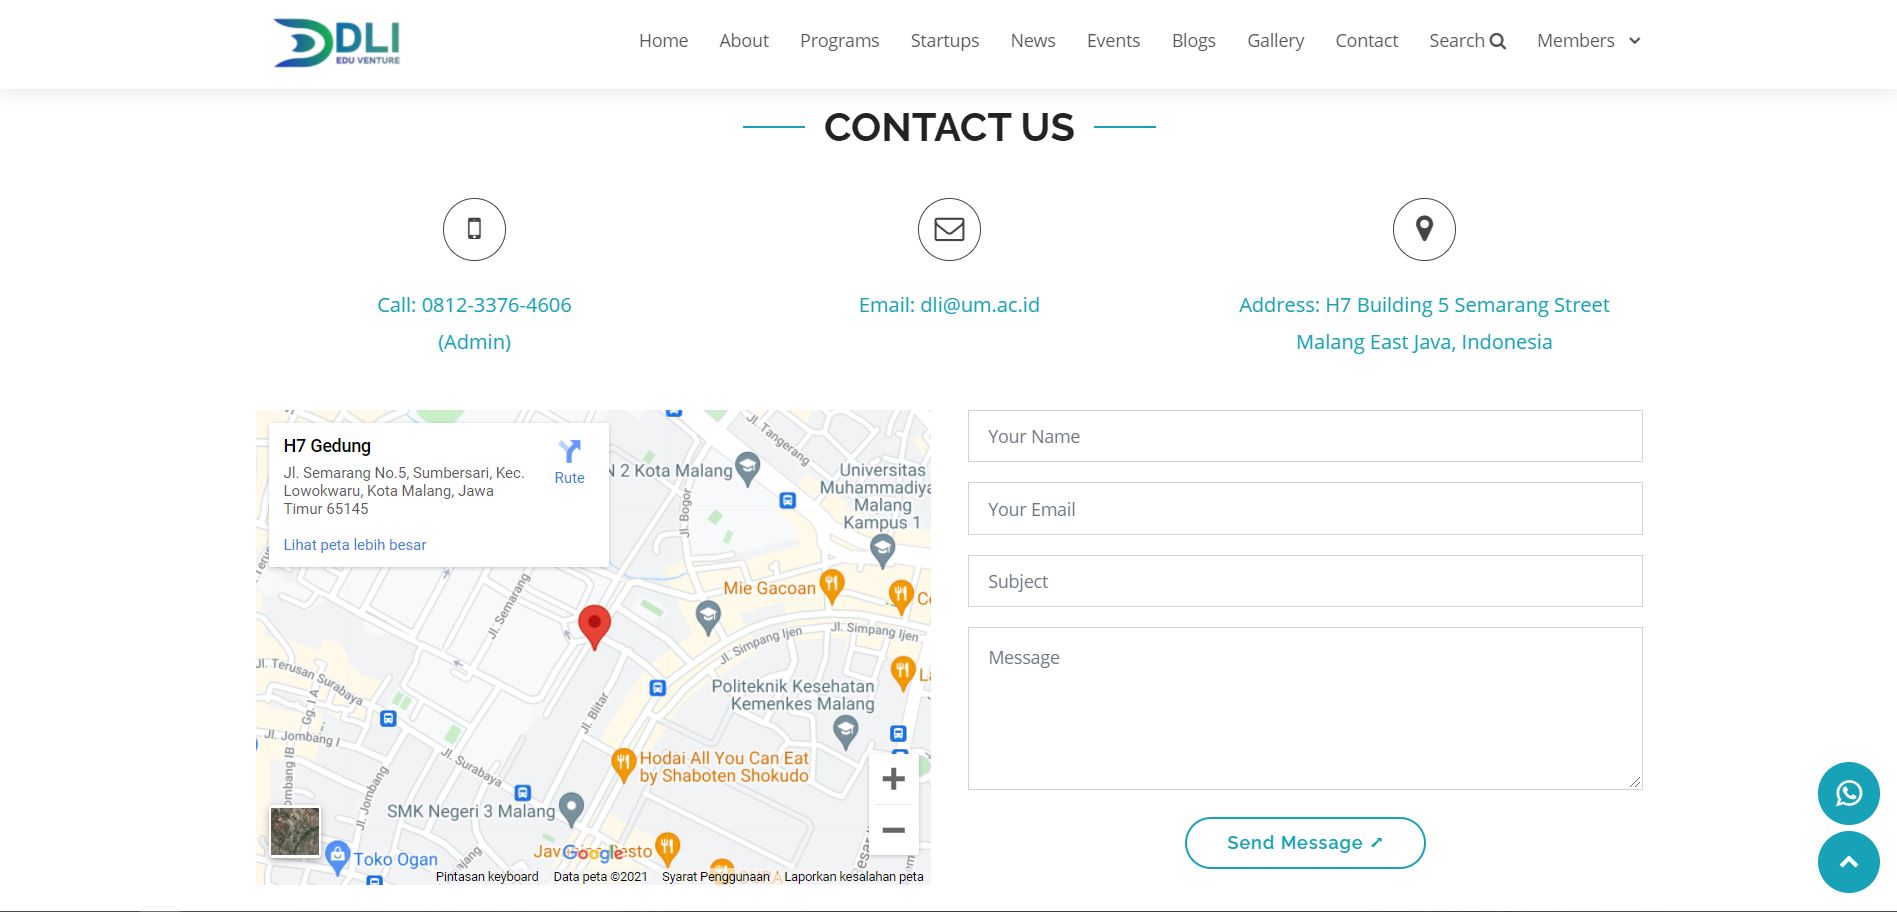 DLI
EDU VENTURE
Home
About
Programs
Startups
News
Events
Blogs
Gallery
Contact
Search
Members
CONTACT US
Call: 0812-3376-4606
(Admin)
Email: dli@um.ac.id
Address: H7 Building 5 Semarang Street
Malang East Java, Indonesia
H7 Gedung
Jl. Semarang No.5, Sumbersari, Kec.
Lowokwaru, Kota Malang, Jawa
Timur 65145
Rute
Lihat peta lebih besar
N 2 Kota Malang
Jl. Tangerang
Universitas
Muhammadiya
Malang
Kampus 1
Jl. Bogor
Mie Gacoan
Jl. Semarang
Jl. Simpang Ijen
Jl. Simpang Ijen
Jl. Terusan Surabaya
Politeknik Kesehatan
Kemenkes Malang
Gg. I A
Jl. Blitar
Jl. Jombang I
Jl. Surabaya
Hodai All You Can Eat
by Shaboten Shokudo
Jl. Jombang
ombang IB
SMK Negeri 3 Malang
Toko Ogan
Google
Pintasan keyboard
Data peta ©2021
Syarat Penggunaan
Laporkan kesalahan peta
Your Name
Your Email
Subject
Message
Send Message